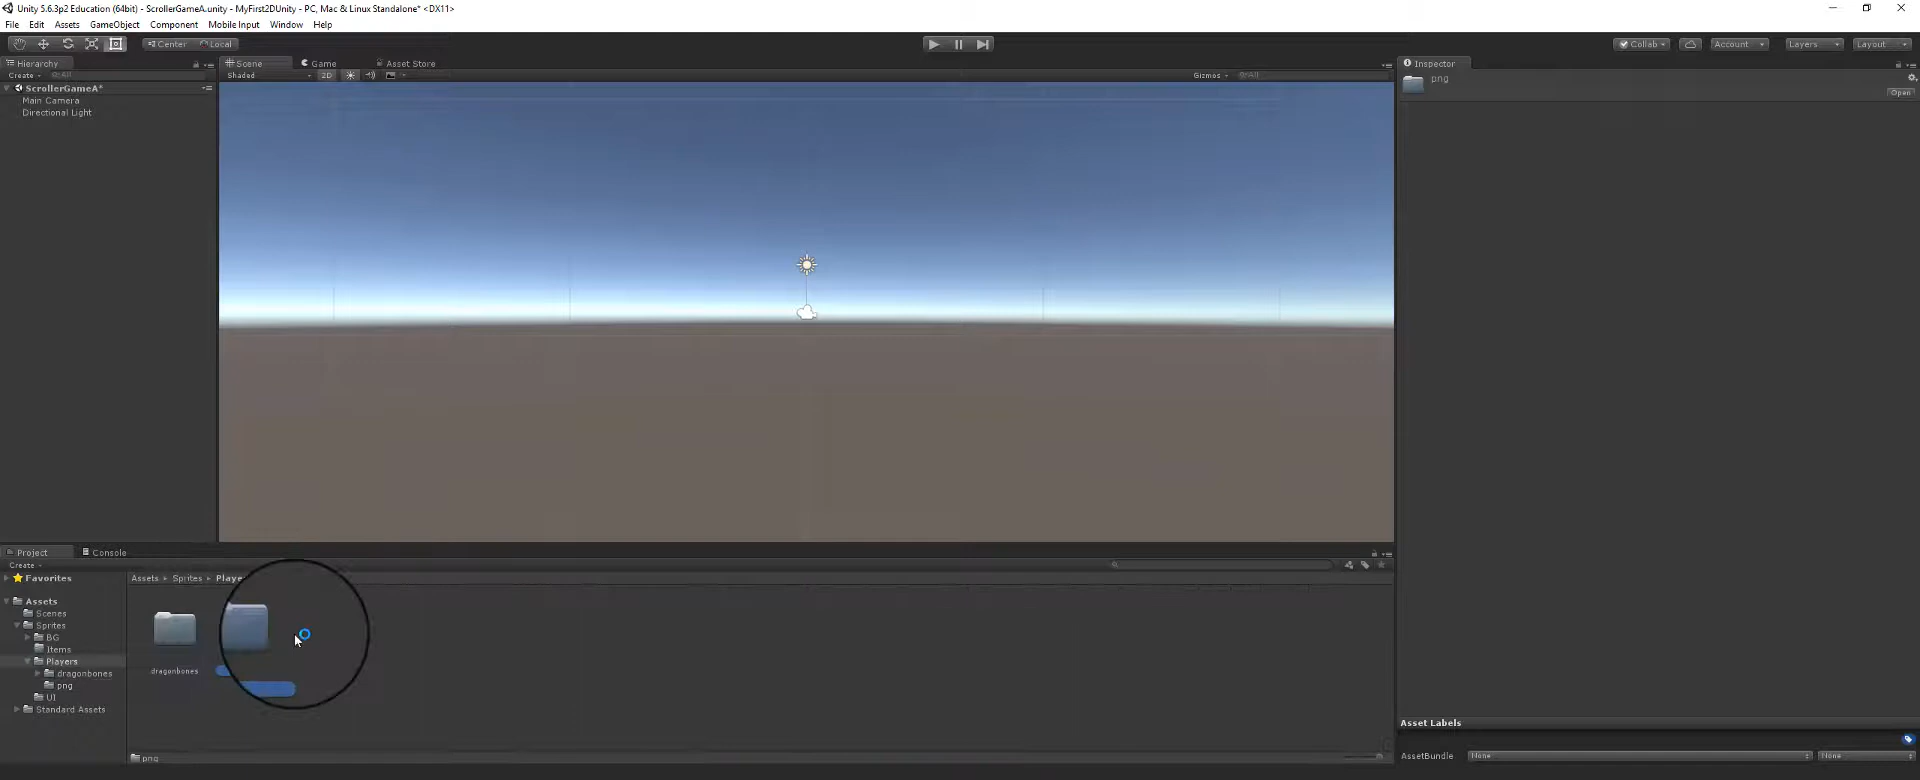 Unity 5.6.3p2 Education (64bit) - ScrollerGameA.unity - MyFirst2DUnity - PC, Mac & Linux Standalone* <DX11>
File Edit Assets GameObject Component Mobile Input Window Help
Center Local Collab Account Layers Layout
Hierarchy Scene Game Asset Store Inspector
Create All Shaded 2D Gizmos All png
ScrollerGameA* Open
Main Camera
Directional Light
Project Console
Create
Favorites Assets Sprites Playe
Assets
Scenes
Sprites
BG
Items
Players
dragonbones dragonbones
png
UI
Standard Assets
Asset Labels
png AssetBundle None None